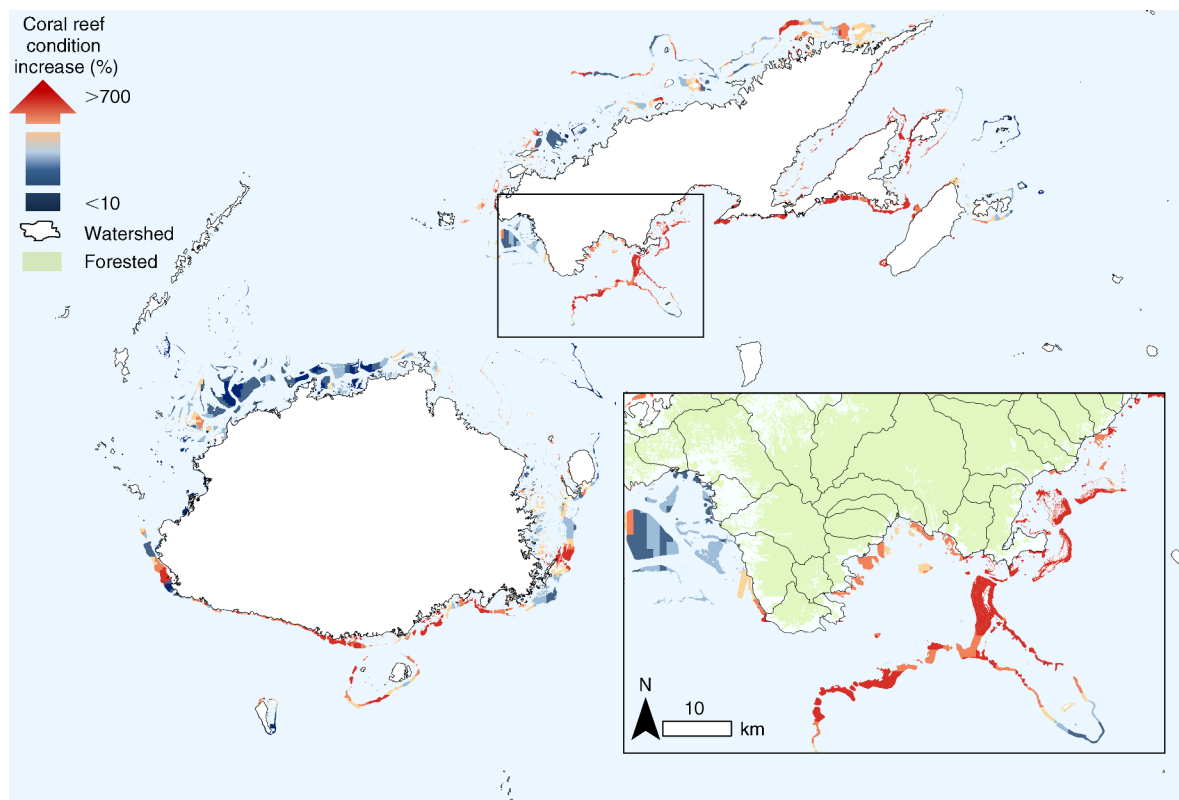 Coral reef
condition
increase (%)
>700
<10
Watershed
Forested
N
10
km